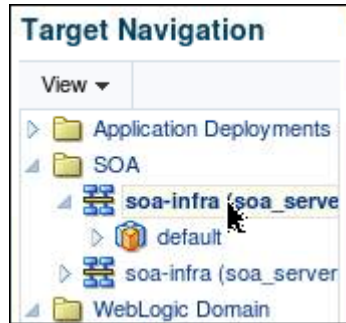 Target Navigation
View
Application Deployments
SOA
soa-infra (soa_serve
default
soa-infra (soa_server
WebLogic Domain